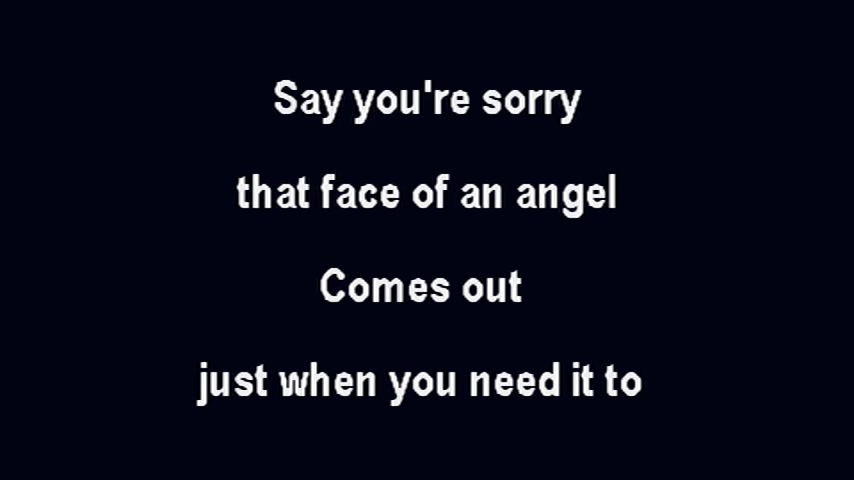 Say you're sorry
that face of an angel
Comes out
just when you need it to